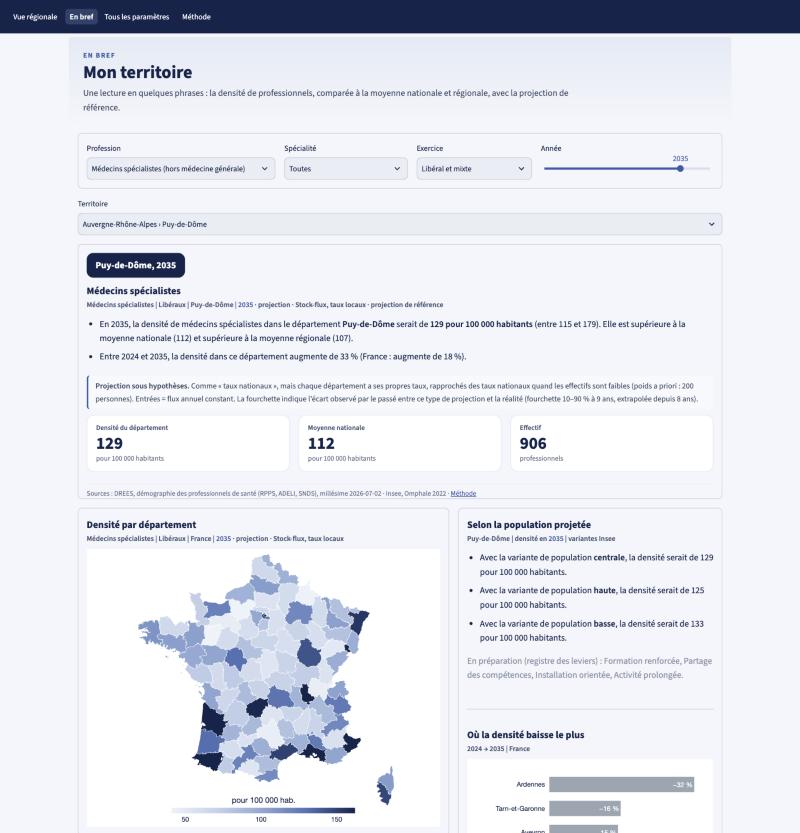 Vue régionale
En bref
Tous les paramètres
Méthode
EN BREF
Mon territoire
Une lecture en quelques phrases : la densité de professionnels, comparée à la moyenne nationale et régionale, avec la projection de
référence.
Profession
Spécialité
Exercice
Année
2035
Médecins spécialistes (hors médecine générale)
Toutes
Libéral et mixte
Territoire
Auvergne-Rhône-Alpes › Puy-de-Dôme
Puy-de-Dôme, 2035
Médecins spécialistes
Médecins spécialistes | Libéraux | Puy-de-Dôme | 2035 · projection · Stock-flux, taux locaux · projection de référence
• En 2035, la densité de médecins spécialistes dans le département Puy-de-Dôme serait de 129 pour 100 000 habitants (entre 115 et 179). Elle est supérieure à la
moyenne nationale (112) et supérieure à la moyenne régionale (107).
• Entre 2024 et 2035, la densité dans ce département augmente de 33 % (France : augmente de 18 %).
Projection sous hypothèses. Comme « taux nationaux », mais chaque département a ses propres taux, rapprochés des taux nationaux quand les effectifs sont faibles (poids a priori : 200
personnes). Entrées = flux annuel constant. La fourchette indique l'écart observé par le passé entre ce type de projection et la réalité (fourchette 10–90 % à 9 ans, extrapolée depuis 8 ans).
Densité du département
129
pour 100 000 habitants
Moyenne nationale
112
pour 100 000 habitants
Effectif
906
professionnels
Sources : DREES, démographie des professionnels de santé (RPPS, ADELI, SNDS), millésime 2026-07-02 · Insee, Omphale 2022 · Méthode
Densité par département
Médecins spécialistes | Libéraux | France | 2035 · projection · Stock-flux, taux locaux
pour 100 000 hab.
50
100
150
Selon la population projetée
Puy-de-Dôme | densité en 2035 | variantes Insee
• Avec la variante de population centrale, la densité serait de 129
pour 100 000 habitants.
• Avec la variante de population haute, la densité serait de 125
pour 100 000 habitants.
• Avec la variante de population basse, la densité serait de 133
pour 100 000 habitants.
En préparation (registre des leviers) : Formation renforcée, Partage
des compétences, Installation orientée, Activité prolongée.
Où la densité baisse le plus
2024 → 2035 | France
Ardennes
−32 %
Tarn-et-Garonne
−16 %